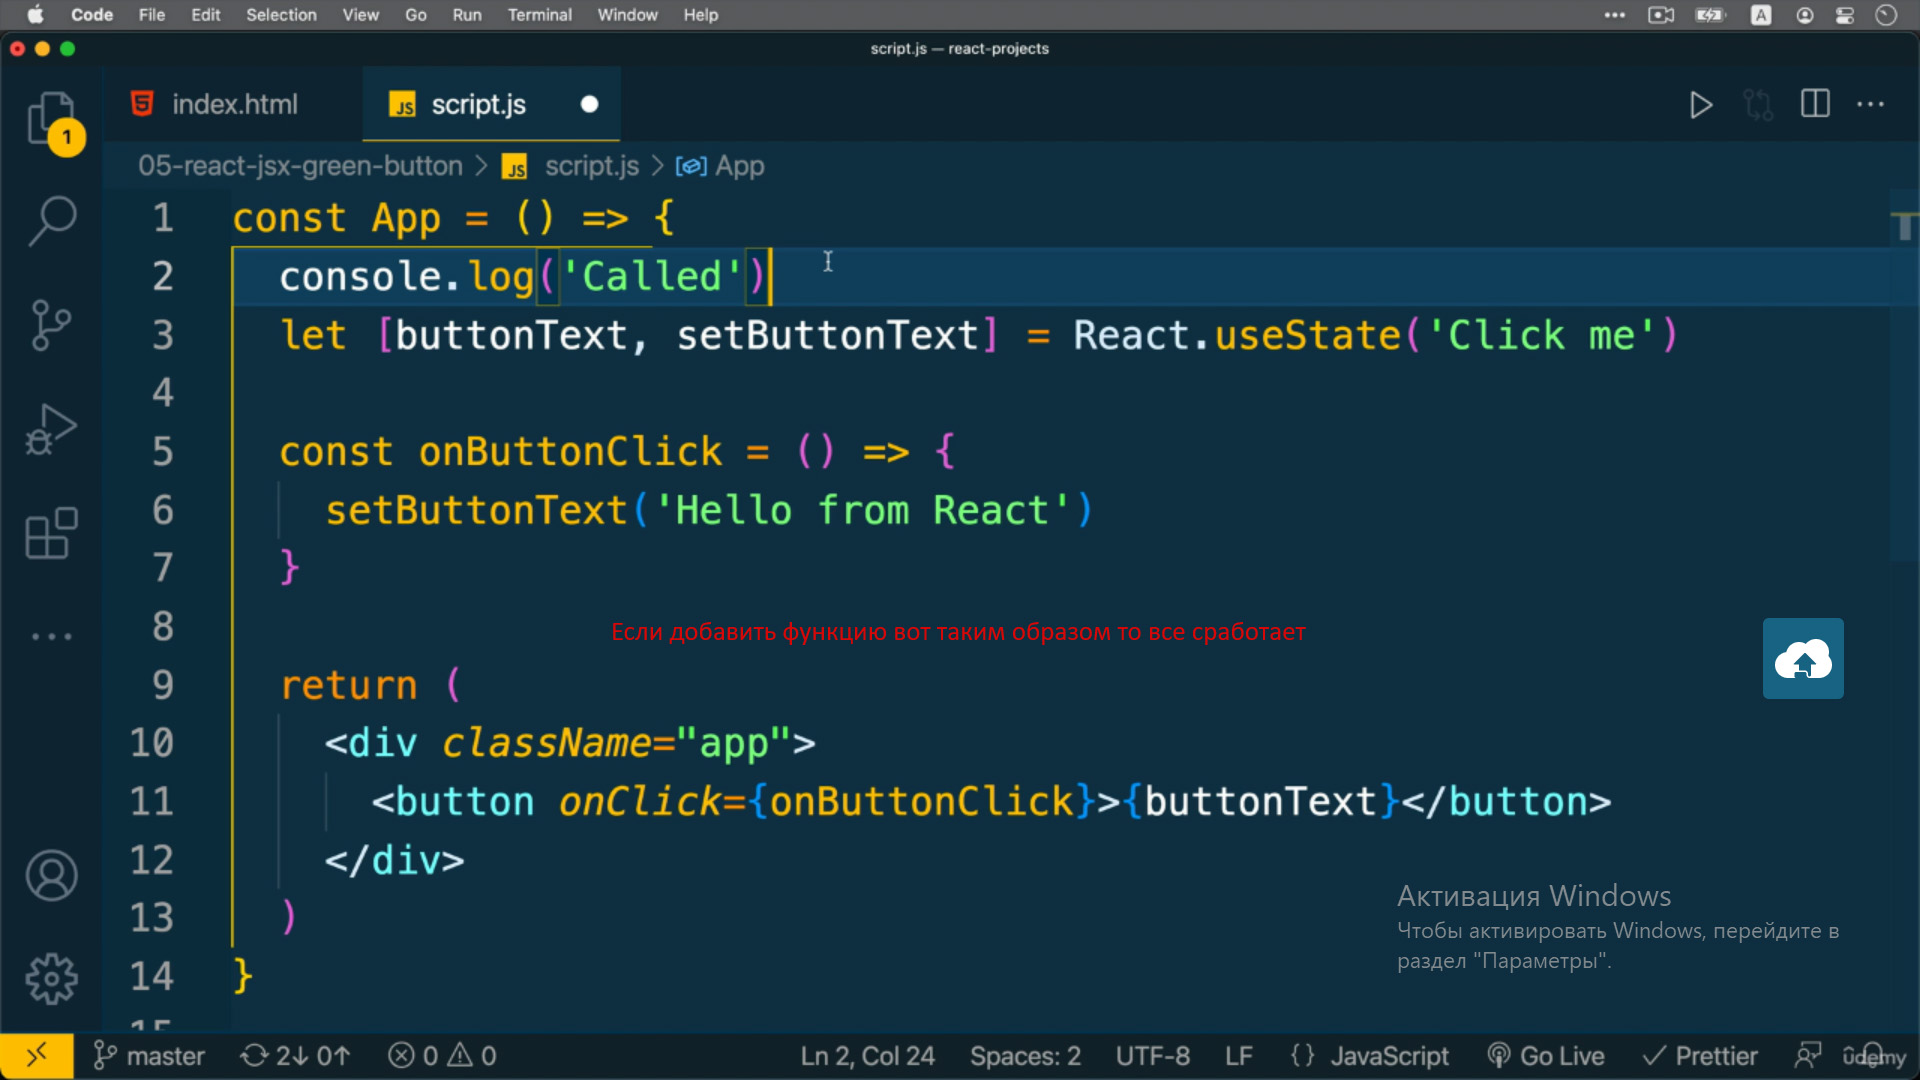 Code File Edit Selection View Go Run Terminal Window Help
A
script.js — react-projects
index.html
JS script.js
1
05-react-jsx-green-button > JS script.js > App
1 const App = () => {
2 console.log('Called')
3 let [buttonText, setButtonText] = React.useState('Click me')
4
5 const onButtonClick = () => {
6 setButtonText('Hello from React')
7 }
8
Если добавить функцию вот таким образом то все сработает
9 return (
10 <div className="app">
11 <button onClick={onButtonClick}>{buttonText}</button>
12 </div>
13 )
14 }
15
Активация Windows
Чтобы активировать Windows, перейдите в
раздел "Параметры".
master 2↓ 0↑ 0 0 Ln 2, Col 24 Spaces: 2 UTF-8 LF {} JavaScript Go Live Prettier
udemy